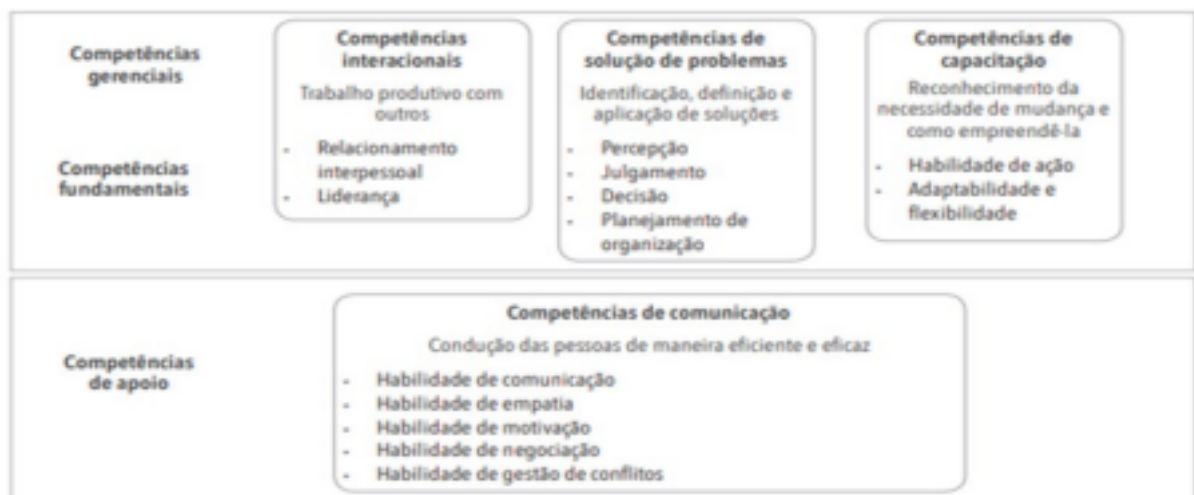 Competências
gerenciais
Competências
interacionais
Trabalho produtivo com
outros
- Relacionamento
interpessoal
- Liderança
Competências de
solução de problemas
Identificação, definição e
aplicação de soluções
- Percepção
- Julgamento
- Decisão
- Planejamento de
organização
Competências de
capacitação
Reconhecimento da
necessidade de mudança e
como empreendê-la
- Habilidade de ação
- Adaptabilidade e
flexibilidade
Competências
fundamentais
Competências
de apoio
Competências de comunicação
Condução das pessoas de maneira eficiente e eficaz
- Habilidade de comunicação
- Habilidade de empatia
- Habilidade de motivação
- Habilidade de negociação
- Habilidade de gestão de conflitos